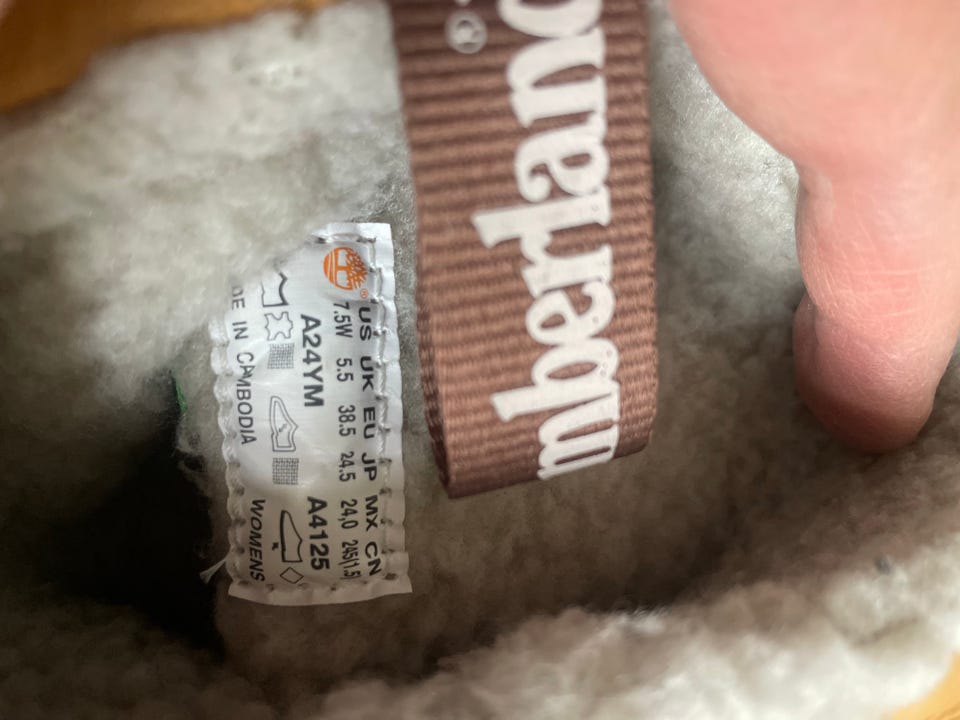 mberland
®
US UK EU JP MX CN
7.5W 5.5 38.5 24.5 24,0 245(1.5)
A24YM A4125
DE IN CAMBODIA WOMENS